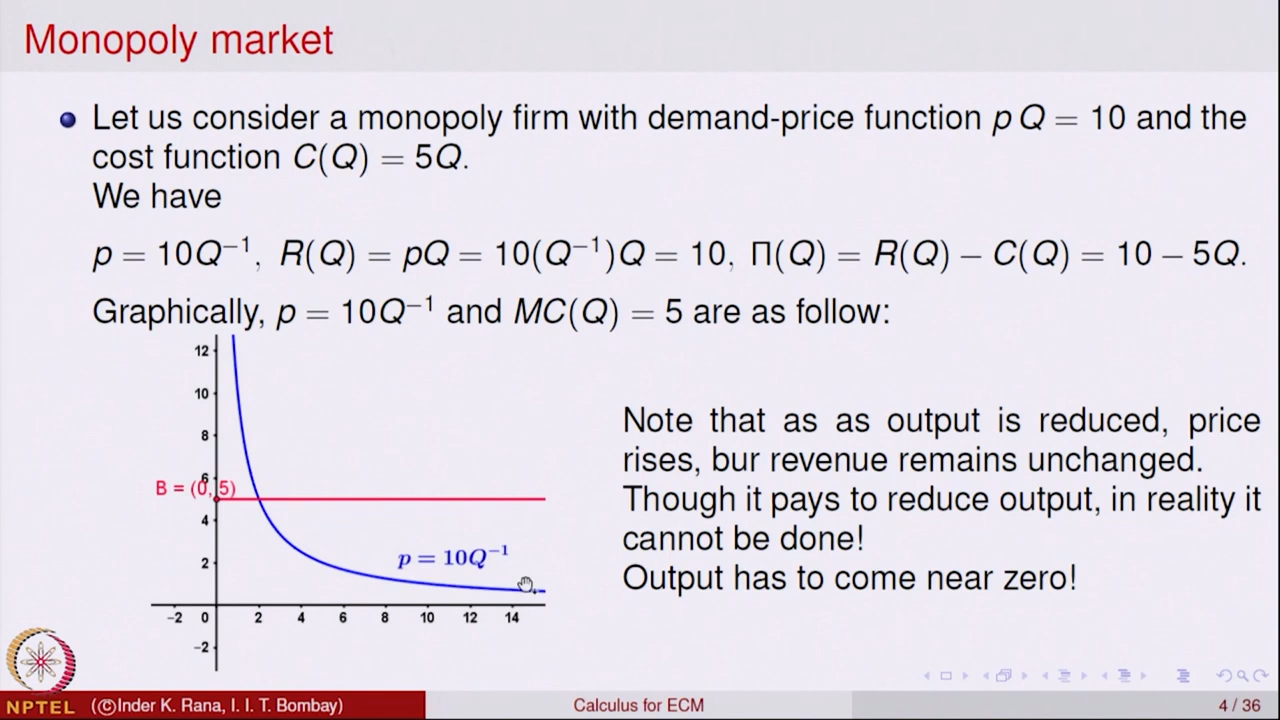 Monopoly market
Let us consider a monopoly firm with demand-price function p Q = 10 and the
cost function C(Q) = 5Q.
We have
p = 10Q⁻¹, R(Q) = pQ = 10(Q⁻¹)Q = 10, Π(Q) = R(Q) − C(Q) = 10 − 5Q.
Graphically, p = 10Q⁻¹ and MC(Q) = 5 are as follow:
12
10
8
6
B = (0, 5)
4
2
p = 10Q⁻¹
−2 0 2 4 6 8 10 12 14
−2
Note that as as output is reduced, price
rises, bur revenue remains unchanged.
Though it pays to reduce output, in reality it
cannot be done!
Output has to come near zero!
NPTEL
(©Inder K. Rana, I. I. T. Bombay)
Calculus for ECM
4 / 36